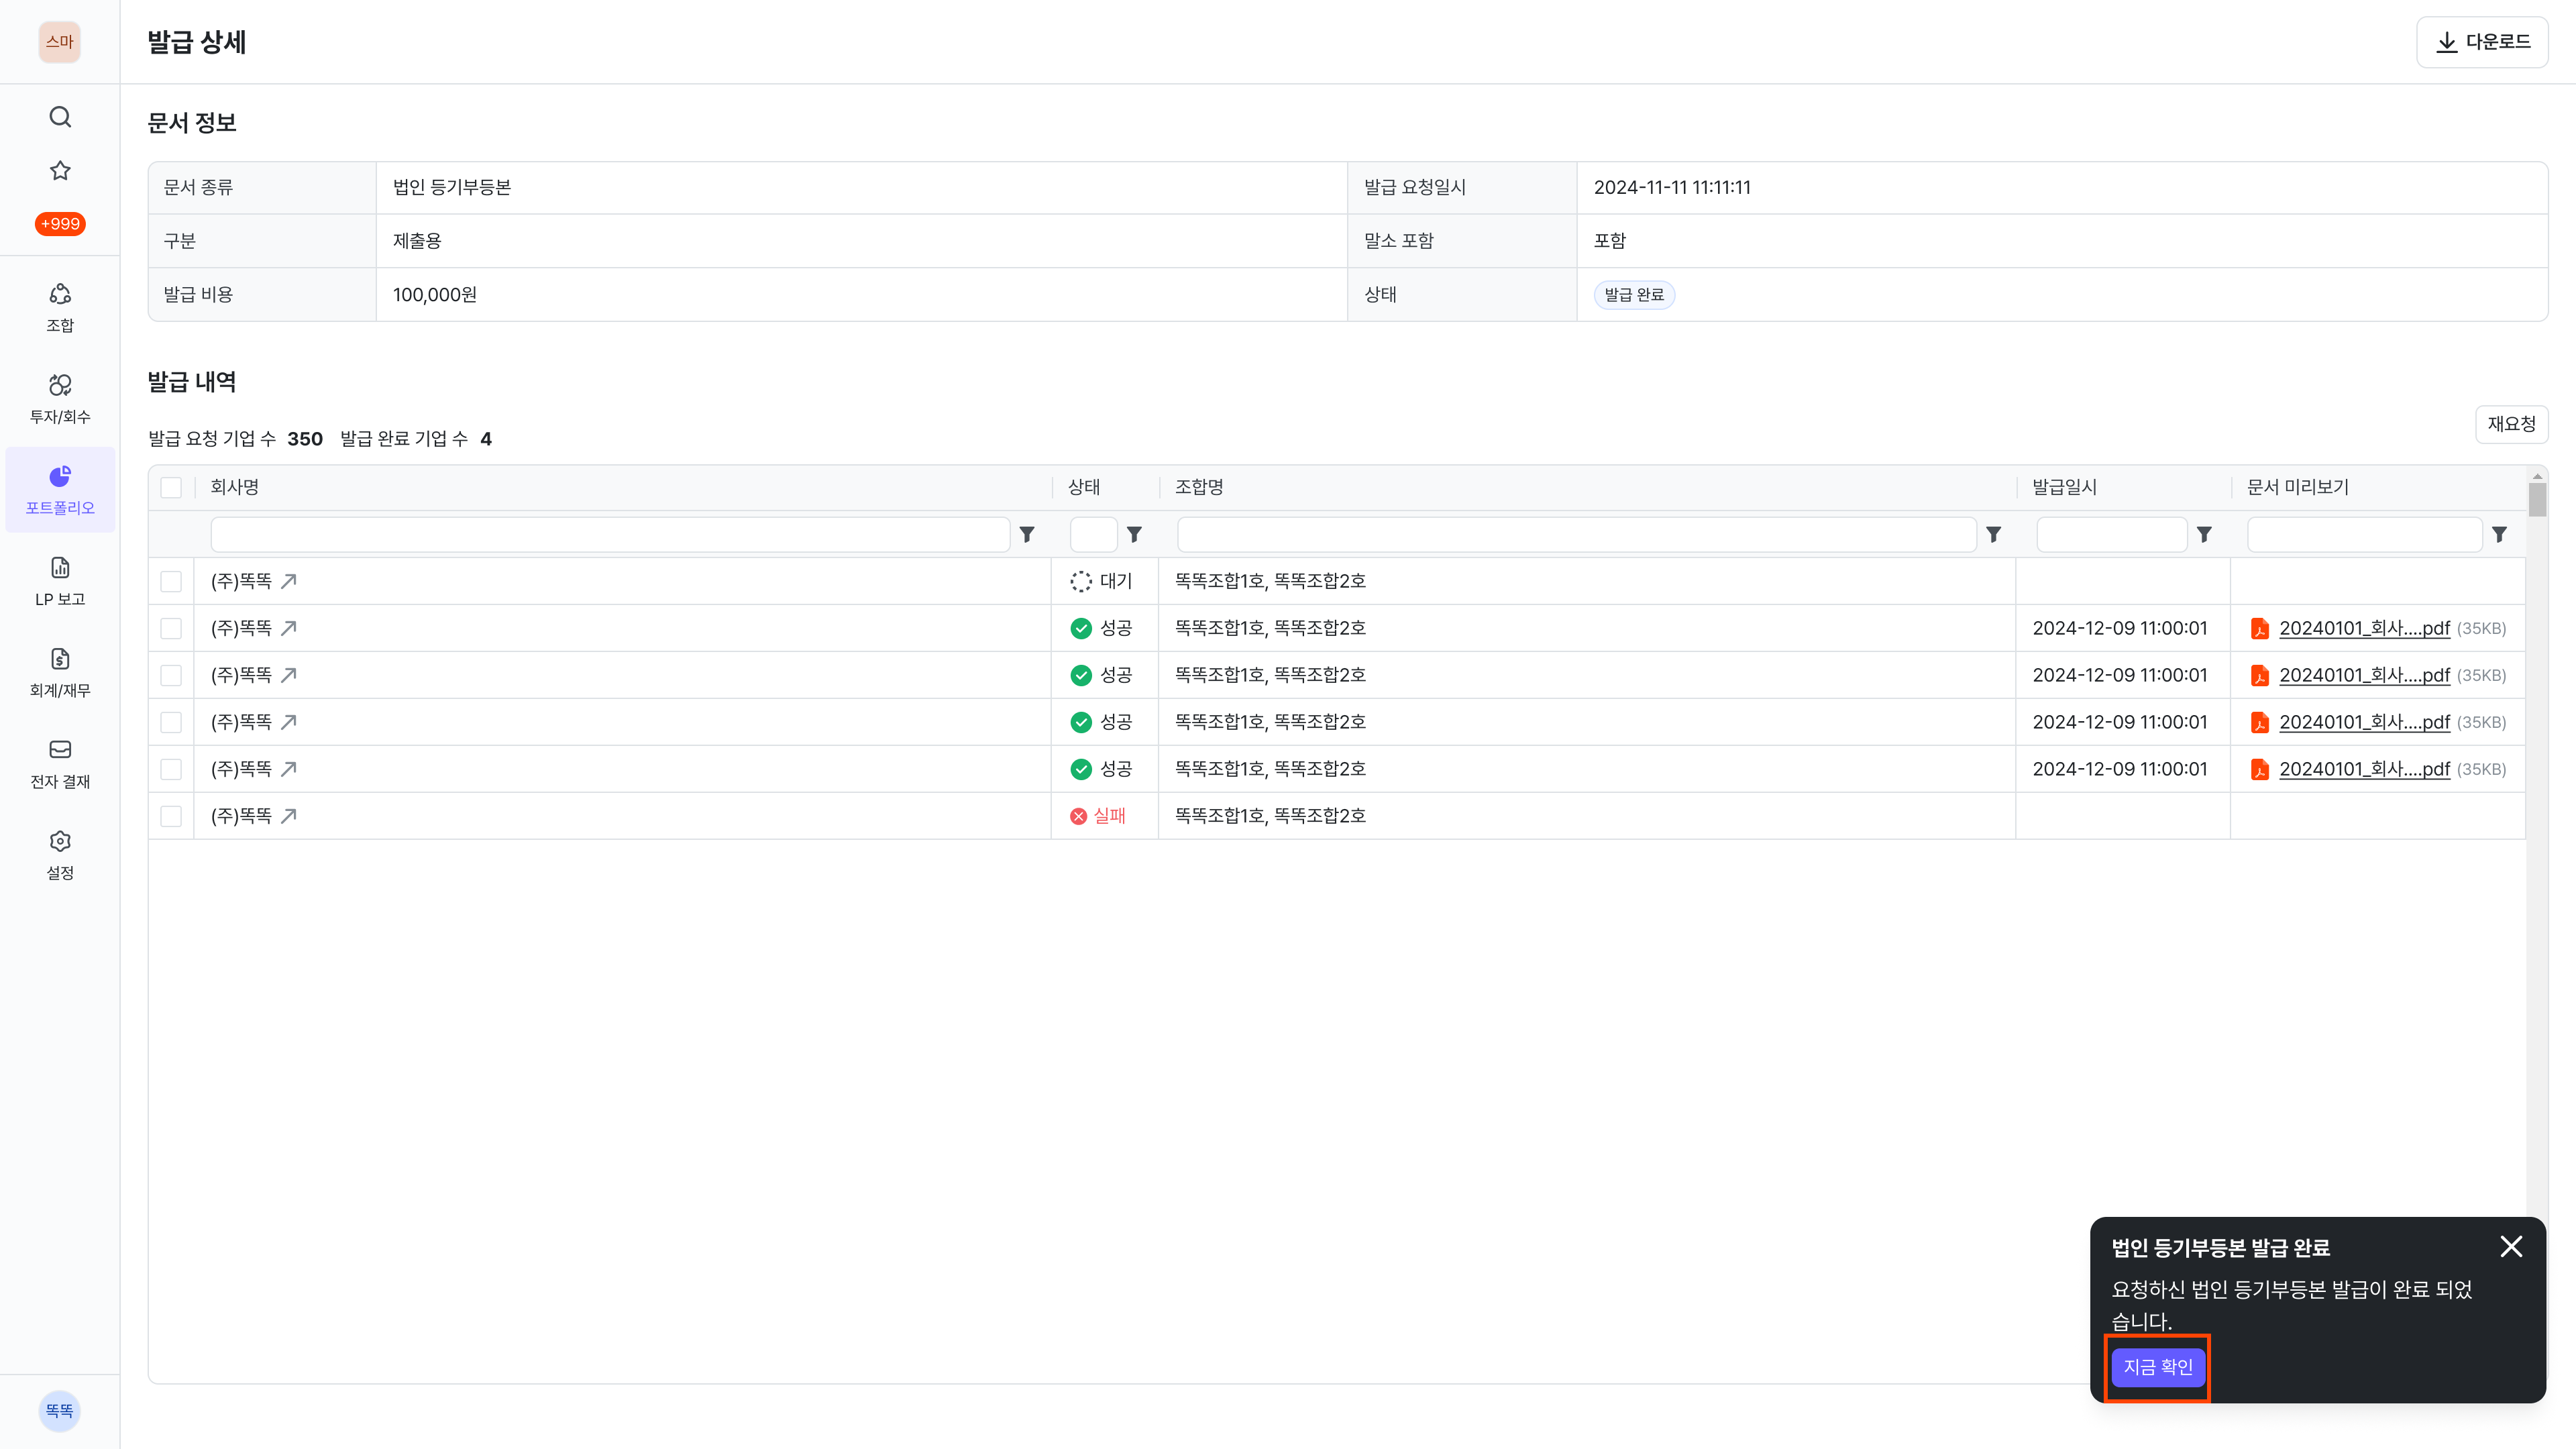 스마
발급 상세
다운로드
+999
조합
투자/회수
포트폴리오
LP 보고
회계/재무
전자 결재
설정
똑똑
문서 정보
문서 종류 법인 등기부등본 발급 요청일시 2024-11-11 11:11:11
구분 제출용 말소 포함 포함
발급 비용 100,000원 상태 발급 완료
발급 내역
발급 요청 기업 수 350 발급 완료 기업 수 4
재요청
회사명 상태 조합명 발급일시 문서 미리보기
(주)똑똑 대기 똑똑조합1호, 똑똑조합2호
(주)똑똑 성공 똑똑조합1호, 똑똑조합2호 2024-12-09 11:00:01 20240101_회사....pdf (35KB)
(주)똑똑 성공 똑똑조합1호, 똑똑조합2호 2024-12-09 11:00:01 20240101_회사....pdf (35KB)
(주)똑똑 성공 똑똑조합1호, 똑똑조합2호 2024-12-09 11:00:01 20240101_회사....pdf (35KB)
(주)똑똑 성공 똑똑조합1호, 똑똑조합2호 2024-12-09 11:00:01 20240101_회사....pdf (35KB)
(주)똑똑 실패 똑똑조합1호, 똑똑조합2호
법인 등기부등본 발급 완료
요청하신 법인 등기부등본 발급이 완료 되었
습니다.
지금 확인